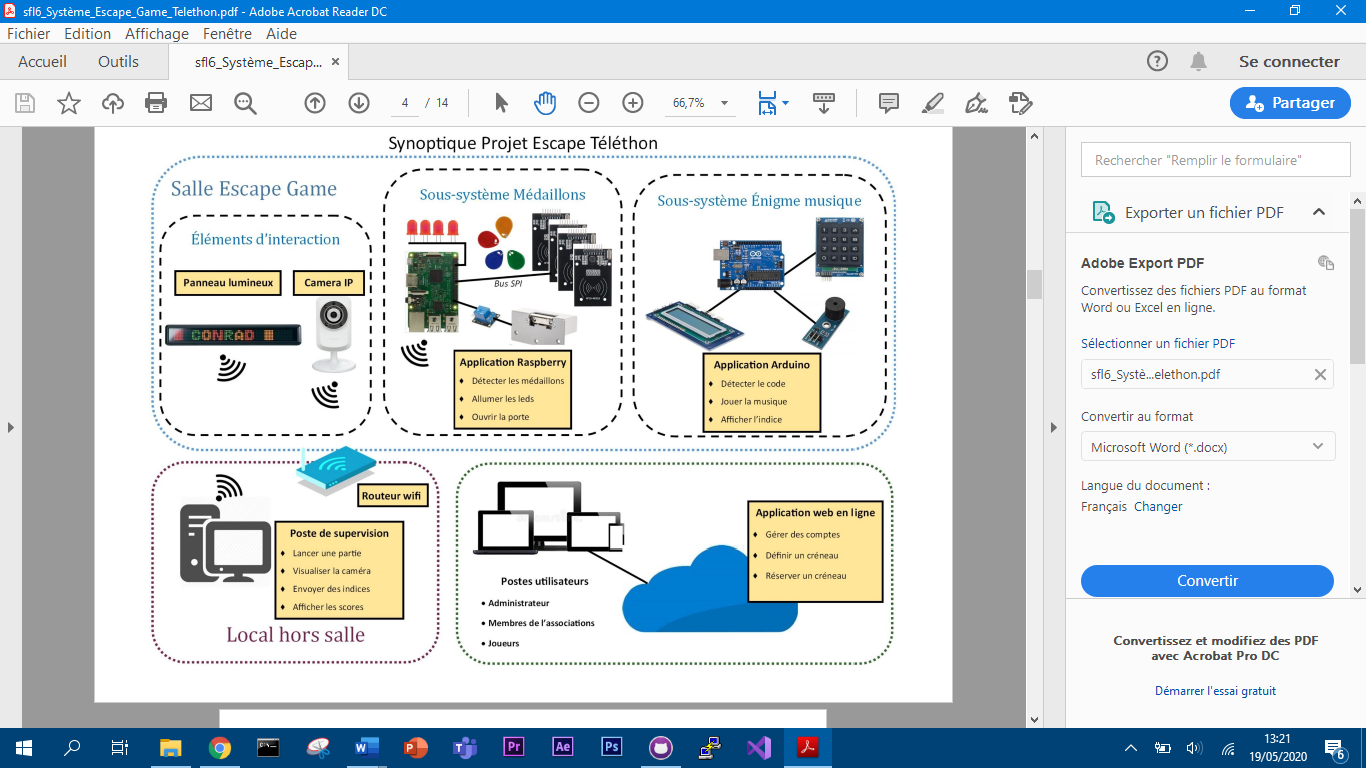 sfl6_Système_Escape_Game_Telethon.pdf - Adobe Acrobat Reader DC
Fichier Edition Affichage Fenêtre Aide
Accueil Outils sfl6_Système_Escap... × Se connecter
4 / 14 66,7% Partager
Synoptique Projet Escape Téléthon
Salle Escape Game
Éléments d'interaction
Panneau lumineux
Camera IP
CONRAD
Sous-système Médaillons
Bus SPI
Application Raspberry
♦ Détecter les médaillons
♦ Allumer les leds
♦ Ouvrir la porte
Sous-système Énigme musique
Application Arduino
♦ Détecter le code
♦ Jouer la musique
♦ Afficher l'indice
Routeur wifi
Poste de supervision
♦ Lancer une partie
♦ Visualiser la caméra
♦ Envoyer des indices
♦ Afficher les scores
Local hors salle
Postes utilisateurs
• Administrateur
• Membres de l'associations
• Joueurs
Application web en ligne
♦ Gérer des comptes
♦ Définir un créneau
♦ Réserver un créneau
Rechercher "Remplir le formulaire"
Exporter un fichier PDF
Adobe Export PDF
Convertissez des fichiers PDF au format
Word ou Excel en ligne.
Sélectionner un fichier PDF
sfl6_Systè...elethon.pdf
Convertir au format
Microsoft Word (*.docx)
Langue du document :
Français Changer
Convertir
Convertissez et modifiez des PDF
avec Acrobat Pro DC
Démarrer l'essai gratuit
Pr Ae Ps
13:21
19/05/2020
6